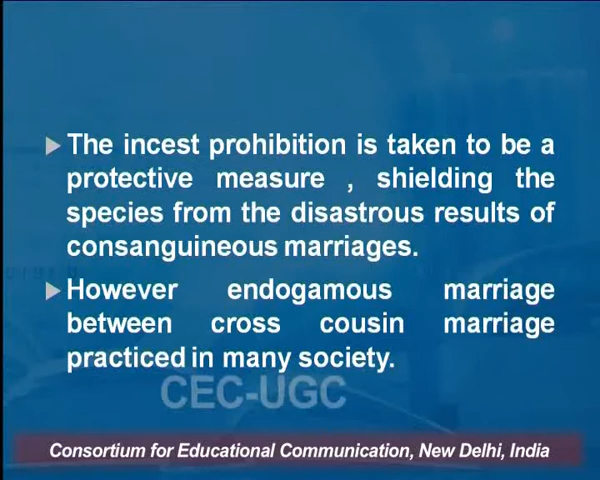 The incest prohibition is taken to be a
protective measure , shielding the
species from the disastrous results of
consanguineous marriages.
However endogamous marriage
between cross cousin marriage
practiced in many society.
CEC-UGC
Consortium for Educational Communication, New Delhi, India